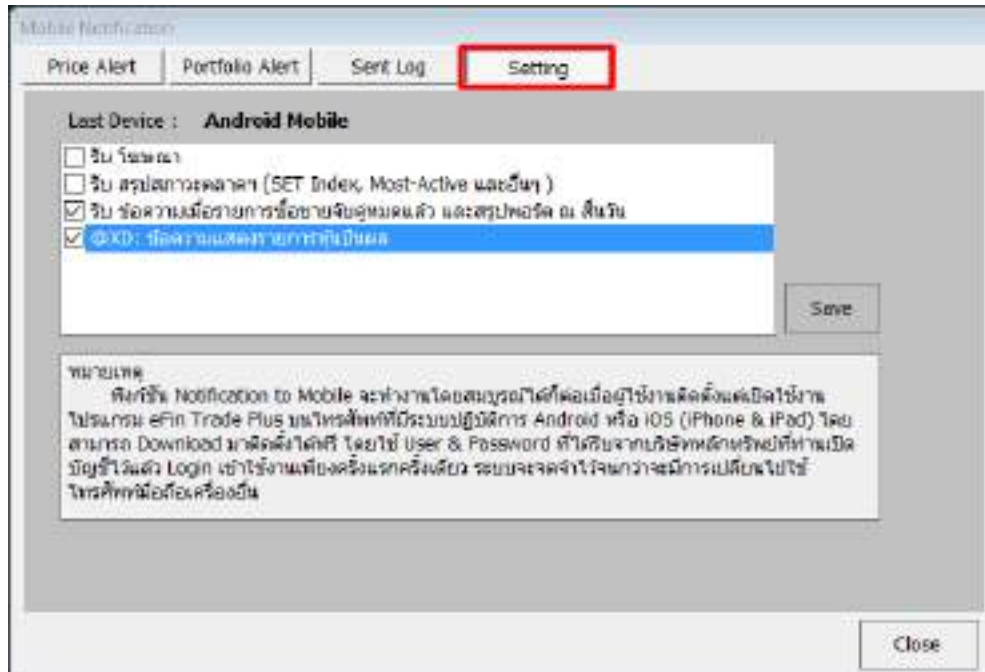 Mobile Notification
Price Alert Portfolio Alert Sent Log Setting
Last Device : Android Mobile
รับ โฆษณา
รับ สรุปสภาวะตลาดฯ (SET Index, Most-Active และอื่นๆ )
รับ ข้อความเมื่อรายการซื้อขายจับคู่หมดแล้ว และสรุปพอร์ต ณ สิ้นวัน
@XD: ข้อความแสดงรายการหุ้นปันผล
Save
หมายเหตุ
ฟังก์ชั่น Notification to Mobile จะทำงานโดยสมบูรณ์ได้ก็ต่อเมื่อผู้ใช้งานติดตั้งและเปิดใช้งาน
โปรแกรม eFin Trade Plus บนโทรศัพท์ที่มีระบบปฏิบัติการ Android หรือ iOS (iPhone & iPad) โดย
สามารถ Download มาติดตั้งได้ฟรี โดยใช้ User & Password ที่ได้รับจากบริษัทหลักทรัพย์ที่ท่านเปิด
บัญชีไว้แล้ว Login เข้าใช้งานเพียงครั้งแรกครั้งเดียว ระบบจะจดจำไว้จนกว่าจะมีการเปลี่ยนไปใช้
โทรศัพท์มือถือเครื่องอื่น
Close